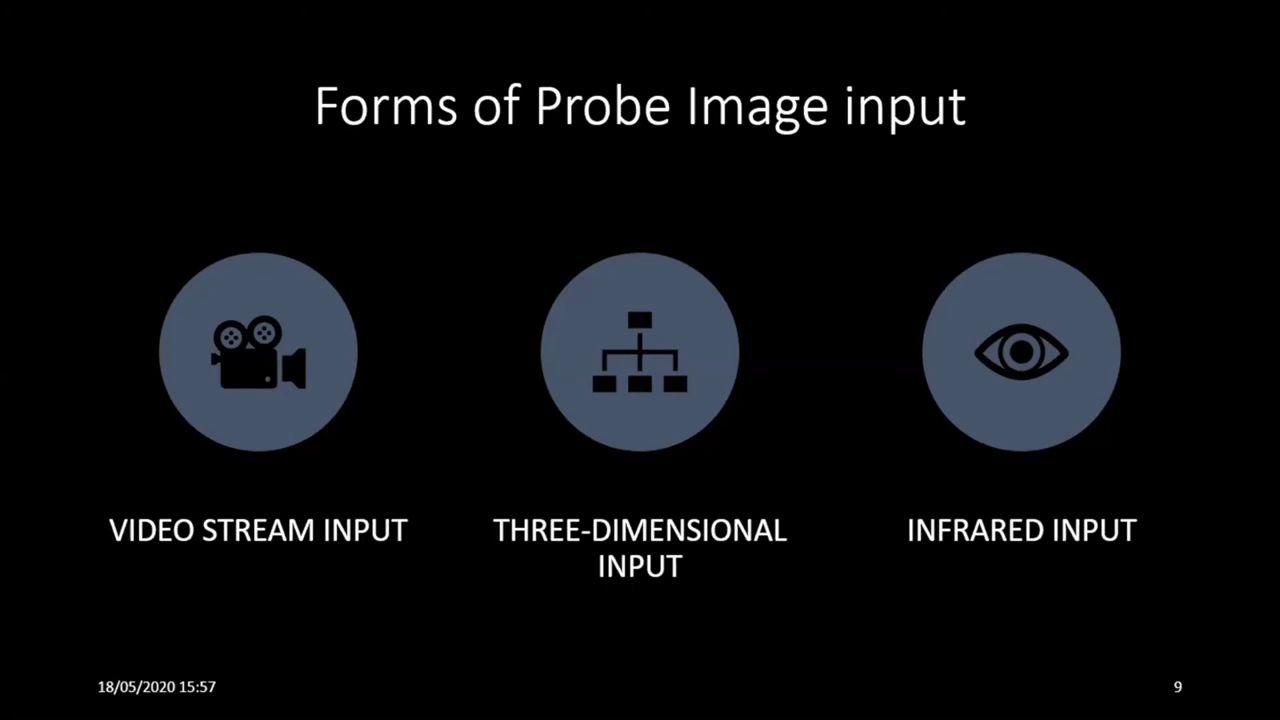 Forms of Probe Image input
VIDEO STREAM INPUT
THREE-DIMENSIONAL
INPUT
INFRARED INPUT
18/05/2020 15:57
9